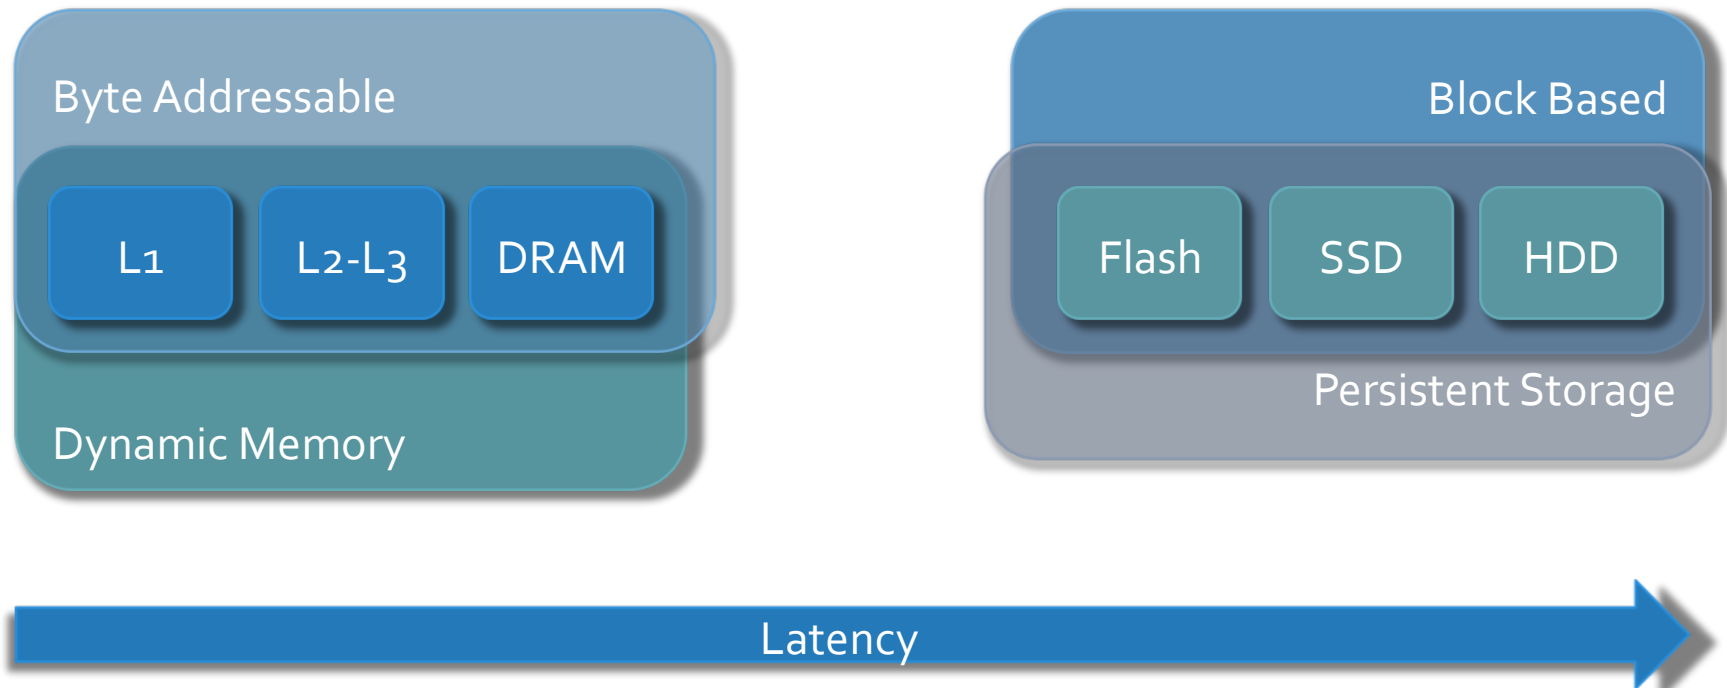 Byte Addressable
L1
L2-L3
DRAM
Dynamic Memory
Block Based
Flash
SSD
HDD
Persistent Storage
Latency